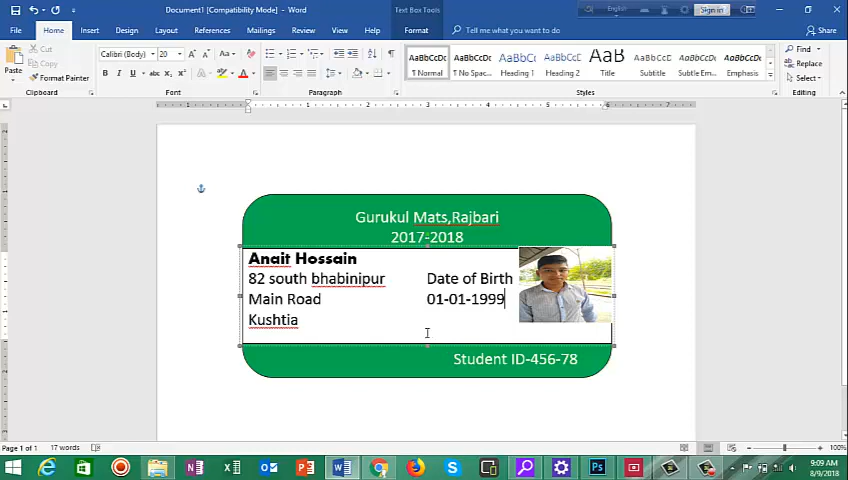 Document1 [Compatibility Mode] - Word
Text Box Tools
English
Sign in
File Home Insert Design Layout References Mailings Review View Help Format Tell me what you want to do Share
Cut
Copy
Format Painter
Paste
Calibri (Body) 20
AaBbCcDc AaBbCcDc AaBbCc AaBbCcD AaB AaBbCcD AaBbCcDc AaBbCcDc
¶ Normal ¶ No Spac... Heading 1 Heading 2 Title Subtitle Subtle Em... Emphasis
Find
Replace
Select
Clipboard Font Paragraph Styles Editing
Gurukul Mats,Rajbari
2017-2018
Anait Hossain
82 south bhabinipur Date of Birth
Main Road 01-01-1999
Kushtia
Student ID-456-78
Page 1 of 1 17 words 100%
9:09 AM
8/9/2018